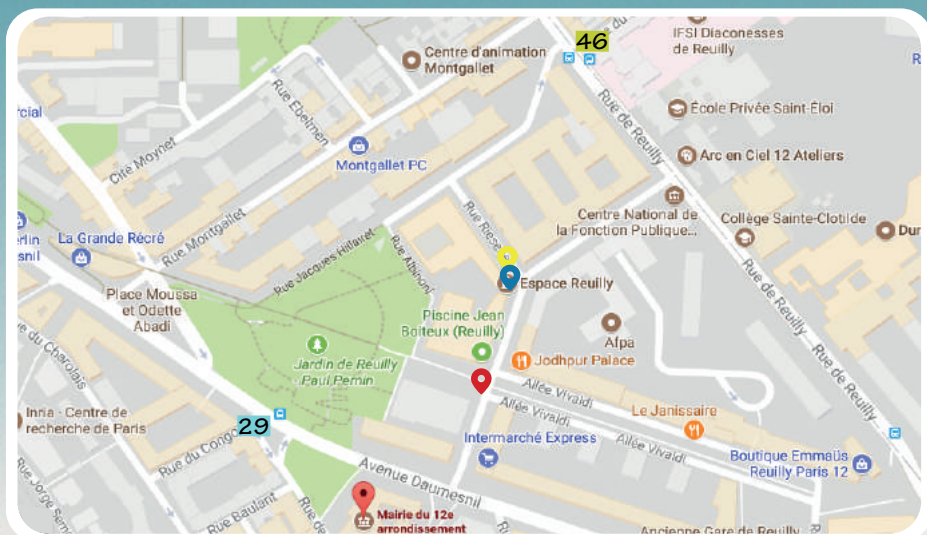 46
IFSI Diaconesses
de Reuilly
Centre d'animation
Montgallet
Rue Ebelmen
École Privée Saint-Éloi
Rue de Reuilly
Cité Moynet
Montgallet PC
Arc en Ciel 12 Ateliers
Centre National de
la Fonction Publique...
Collège Sainte-Clotilde
La Grande Récré
Rue Montgallet
Rue Jacques Hillairet
Rue Albinoni
Espace Reuilly
Place Moussa
et Odette
Abadi
Piscine Jean
Boiteux (Reuilly)
Afpa
Rue de Reuilly
Rue de Reuilly
Jardin de Reuilly
Paul Pernin
Jodhpur Palace
Allée Vivaldi
Allée Vivaldi
Allée Vivaldi
Le Janissaire
Inria - Centre de
recherche de Paris
29
Rue du Congo
Intermarché Express
Boutique Emmaüs
Reuilly Paris 12
Avenue Daumesnil
Rue Baulant
Mairie du 12e
arrondissement
Ancienne Gare de Reuilly